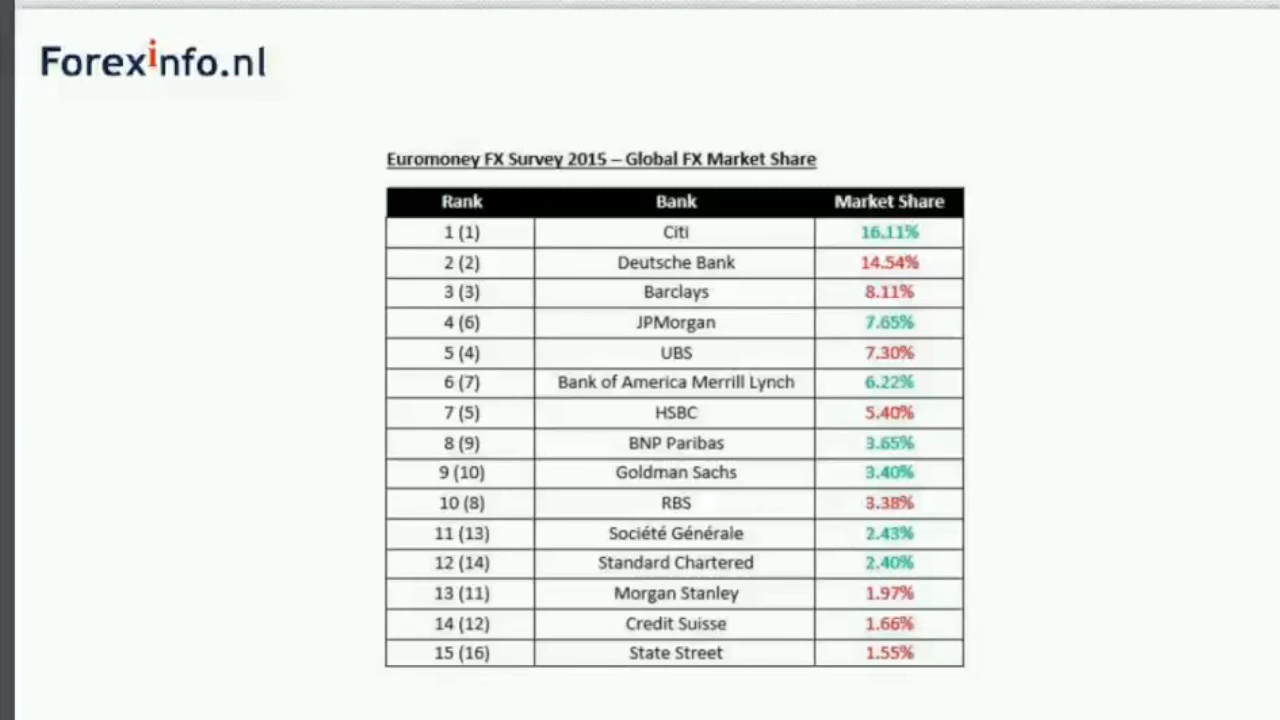 Forexinfo.nl
Euromoney FX Survey 2015 – Global FX Market Share
Rank Bank Market Share
1 (1) Citi 16.11%
2 (2) Deutsche Bank 14.54%
3 (3) Barclays 8.11%
4 (6) JPMorgan 7.65%
5 (4) UBS 7.30%
6 (7) Bank of America Merrill Lynch 6.22%
7 (5) HSBC 5.40%
8 (9) BNP Paribas 3.65%
9 (10) Goldman Sachs 3.40%
10 (8) RBS 3.38%
11 (13) Société Générale 2.43%
12 (14) Standard Chartered 2.40%
13 (11) Morgan Stanley 1.97%
14 (12) Credit Suisse 1.66%
15 (16) State Street 1.55%